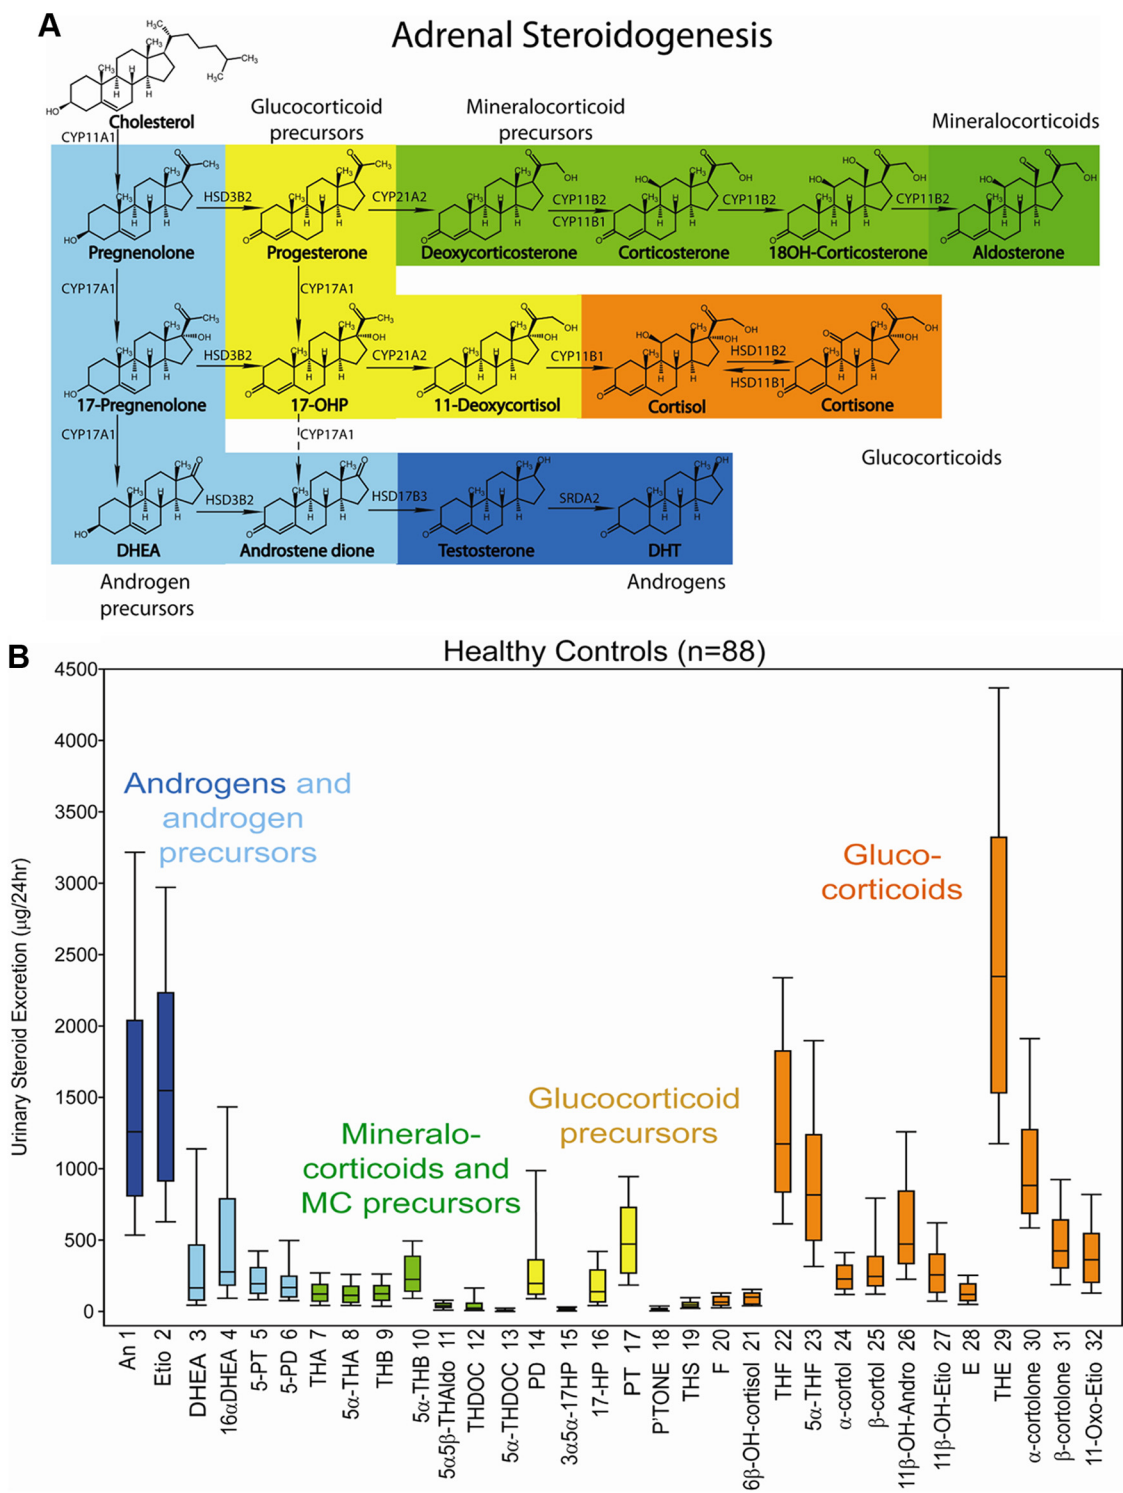 A
Adrenal Steroidogenesis
Cholesterol
CYP11A1
Glucocorticoid
precursors
Mineralocorticoid
precursors
Mineralocorticoids
HSD3B2
CYP21A2
CYP11B2
CYP11B1
CYP11B2
CYP11B2
Pregnenolone
Progesterone
Deoxycorticosterone
Corticosterone
18OH-Corticosterone
Aldosterone
CYP17A1
CYP17A1
HSD3B2
CYP21A2
CYP11B1
HSD11B2
HSD11B1
17-Pregnenolone
17-OHP
11-Deoxycortisol
Cortisol
Cortisone
CYP17A1
CYP17A1
Glucocorticoids
HSD3B2
HSD17B3
SRDA2
DHEA
Androstene dione
Testosterone
DHT
Androgen
precursors
Androgens
B
Healthy Controls (n=88)
Urinary Steroid Excretion (µg/24hr)
4500
4000
3500
3000
2500
2000
1500
1000
500
0
Androgens and
androgen
precursors
Mineralo-
corticoids and
MC precursors
Glucocorticoid
precursors
Gluco-
corticoids
An 1
Etio 2
DHEA 3
16αDHEA 4
5-PT 5
5-PD 6
THA 7
5α-THA 8
THB 9
5α-THB 10
5α5β-THAldo 11
THDOC 12
5α-THDOC 13
PD 14
3α5α-17HP 15
17-HP 16
PT 17
P'TONE 18
THS 19
F 20
6β-OH-cortisol 21
THF 22
5α-THF 23
α-cortol 24
β-cortol 25
11β-OH-Andro 26
11β-OH-Etio 27
E 28
THE 29
α-cortolone 30
β-cortolone 31
11-Oxo-Etio 32